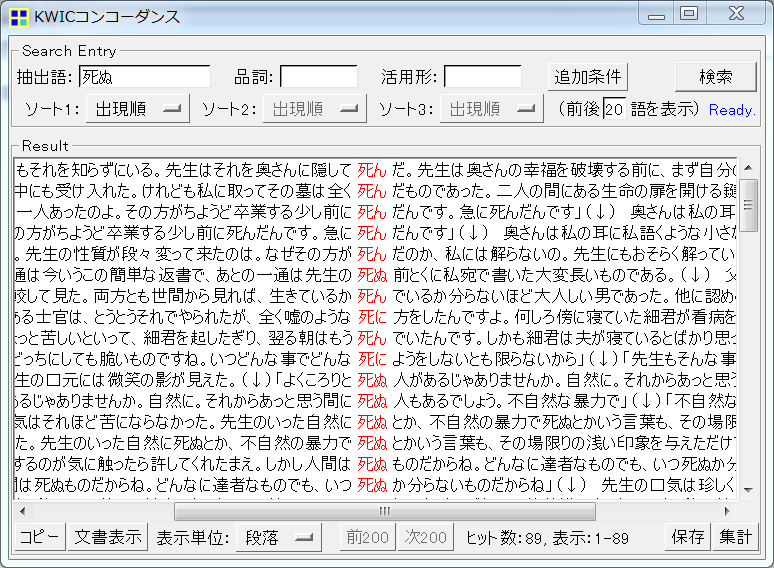 KWICコンコーダンス
Search Entry
抽出語: 死ぬ 品詞: 活用形: 追加条件 検索
ソート1: 出現順 ソート2: 出現順 ソート3: 出現順 (前後 20 語を表示) Ready.
Result
もそれを知らずにいる。先生はそれを奥さんに隠して 死ん だ。先生は奥さんの幸福を破壊する前に、まず自分
中にも受け入れた。けれども私に取ってその墓は全く 死ん だものであった。二人の間にある生命の扉を開ける鍵
一人あったのよ。その方がちょうど卒業する少し前に 死ん だんです。急に死んだんです」(↓) 奥さんは私の耳
の方がちょうど卒業する少し前に死んだんです。急に 死ん だんです」(↓) 奥さんは私の耳に私語くような小さ
。先生の性質が段々変って来たのは。なぜその方が 死ん だのか、私には解らないの。先生にもおそらく解ってい
通は今いうこの簡単な返書で、あとの一通は先生の 死ぬ 前とくに私宛で書いた大変長いものである。(↓) 父
較して見た。両方とも世間から見れば、生きているか 死ん でいるか分らないほど大人しい男であった。他に認め
ある士官は、とうとうそれでやられたが、全く嘘のような 死に 方をしたんですよ。何しろ傍に寝ていた細君が看病を
っと苦しいといって、細君を起したぎり、翌る朝はもう 死ん でいたんです。しかも細君は夫が寝ているとばかり思っ
どっちにしても脆いものですね。いつどんな事でどんな 死に ようをしないとも限らないから」(↓)「先生もそんな事
生の口元には微笑の影が見えた。(↓)「よくころりと 死ぬ 人があるじゃありませんか。自然に。それからあっと思う
るじゃありませんか。自然に。それからあっと思う間に 死ぬ 人もあるでしょう。不自然な暴力で」(↓)「不自然な
気はそれほど苦にならなかった。先生のいった自然に 死ぬ とか、不自然の暴力で死ぬとかいう言葉も、その場限
た。先生のいった自然に死ぬとか、不自然の暴力で 死ぬ とかいう言葉も、その場限りの浅い印象を与えただけ
するのが気に触ったら許してくれたまえ。しかし人間は 死ぬ ものだからね。どんなに達者なものでも、いつ死ぬか分
は死ぬものだからね。どんなに達者なものでも、いつ 死ぬ か分らないものだからね」(↓) 先生の口気は珍しく
コピー 文書表示 表示単位: 段落 前200 次200 ヒット数: 89, 表示: 1-89 保存 集計